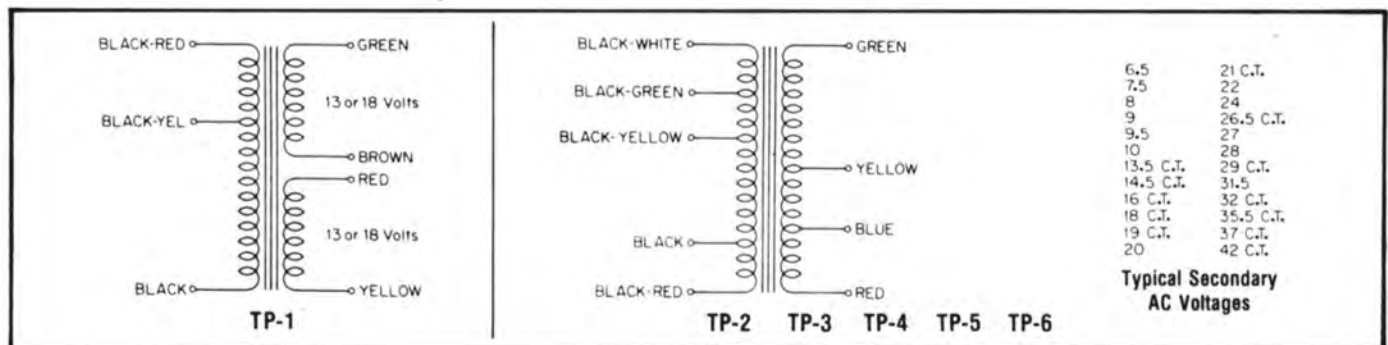 BLACK-RED
BLACK-YEL
BLACK
GREEN
13 or 18 Volts
BROWN
RED
13 or 18 Volts
YELLOW
TP-1
BLACK-WHITE
BLACK-GREEN
BLACK-YELLOW
BLACK
BLACK-RED
GREEN
YELLOW
BLUE
RED
TP-2 TP-3 TP-4 TP-5 TP-6
6.5 21 C.T.
7.5 22
8 24
9 26.5 C.T.
9.5 27
10 28
13.5 C.T. 29 C.T.
14.5 C.T. 31.5
16 C.T. 32 C.T.
18 C.T. 35.5 C.T.
19 C.T. 37 C.T.
20 42 C.T.
Typical Secondary
AC Voltages